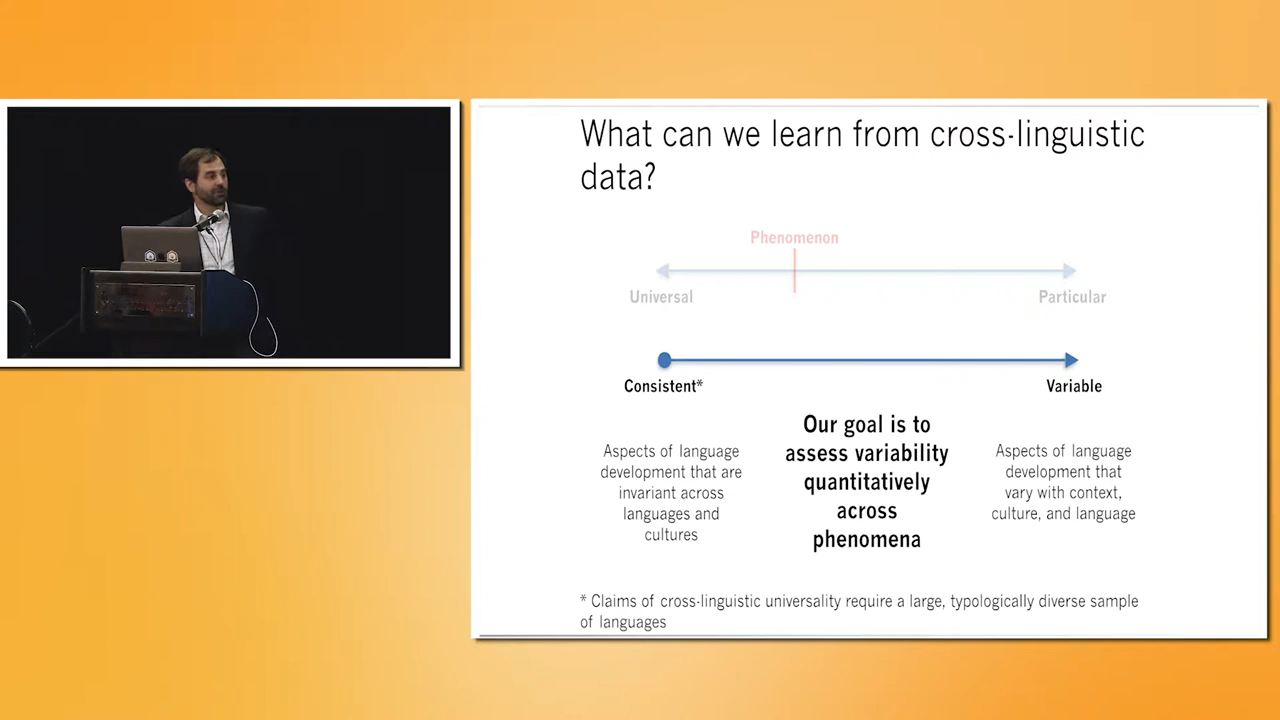 What can we learn from cross-linguistic
data?
Phenomenon
Universal
Particular
Consistent*
Variable
Aspects of language
development that are
invariant across
languages and
cultures
Our goal is to
assess variability
quantitatively
across
phenomena
Aspects of language
development that
vary with context,
culture, and language
* Claims of cross-linguistic universality require a large, typologically diverse sample
of languages